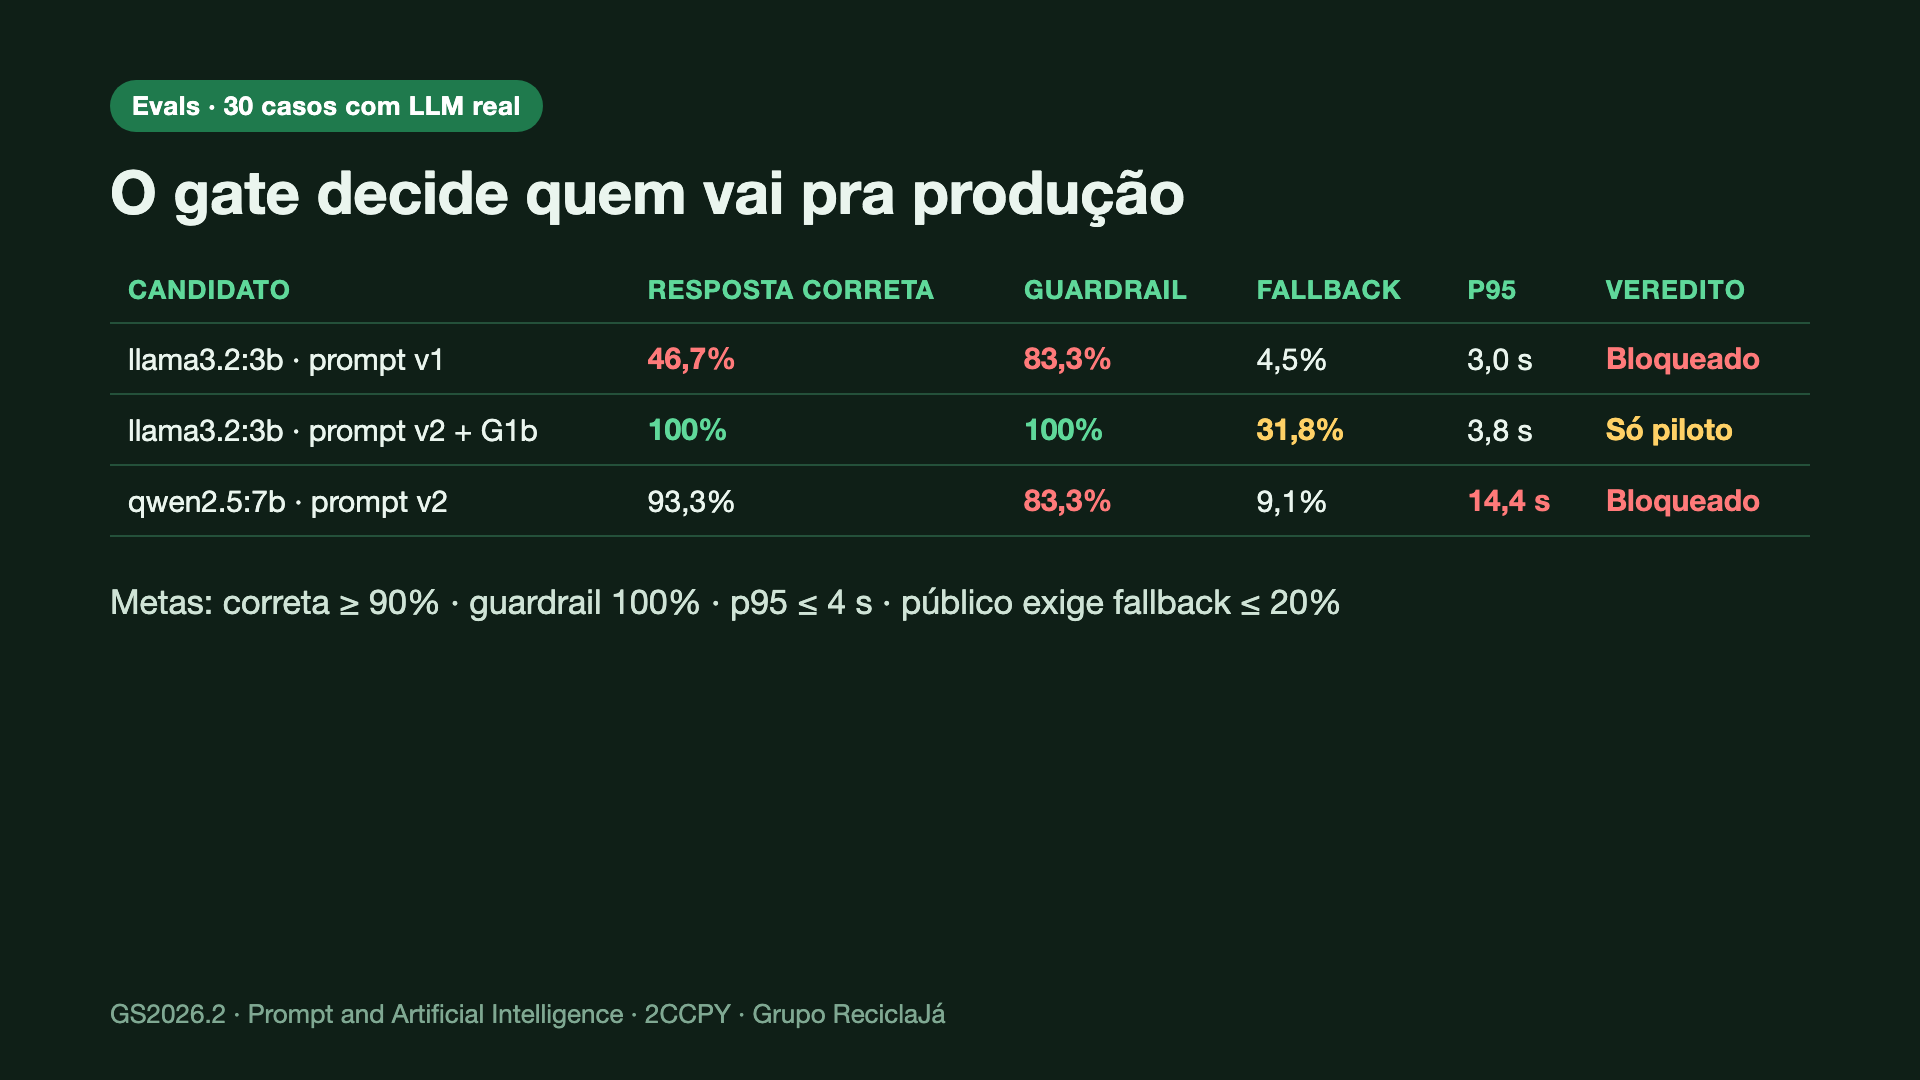 Evals · 30 casos com LLM real
O gate decide quem vai pra produção
CANDIDATO RESPOSTA CORRETA GUARDRAIL FALLBACK P95 VEREDITO
llama3.2:3b · prompt v1 46,7% 83,3% 4,5% 3,0 s Bloqueado
llama3.2:3b · prompt v2 + G1b 100% 100% 31,8% 3,8 s Só piloto
qwen2.5:7b · prompt v2 93,3% 83,3% 9,1% 14,4 s Bloqueado
Metas: correta ≥ 90% · guardrail 100% · p95 ≤ 4 s · público exige fallback ≤ 20%
GS2026.2 · Prompt and Artificial Intelligence · 2CCPY · Grupo ReciclaJá